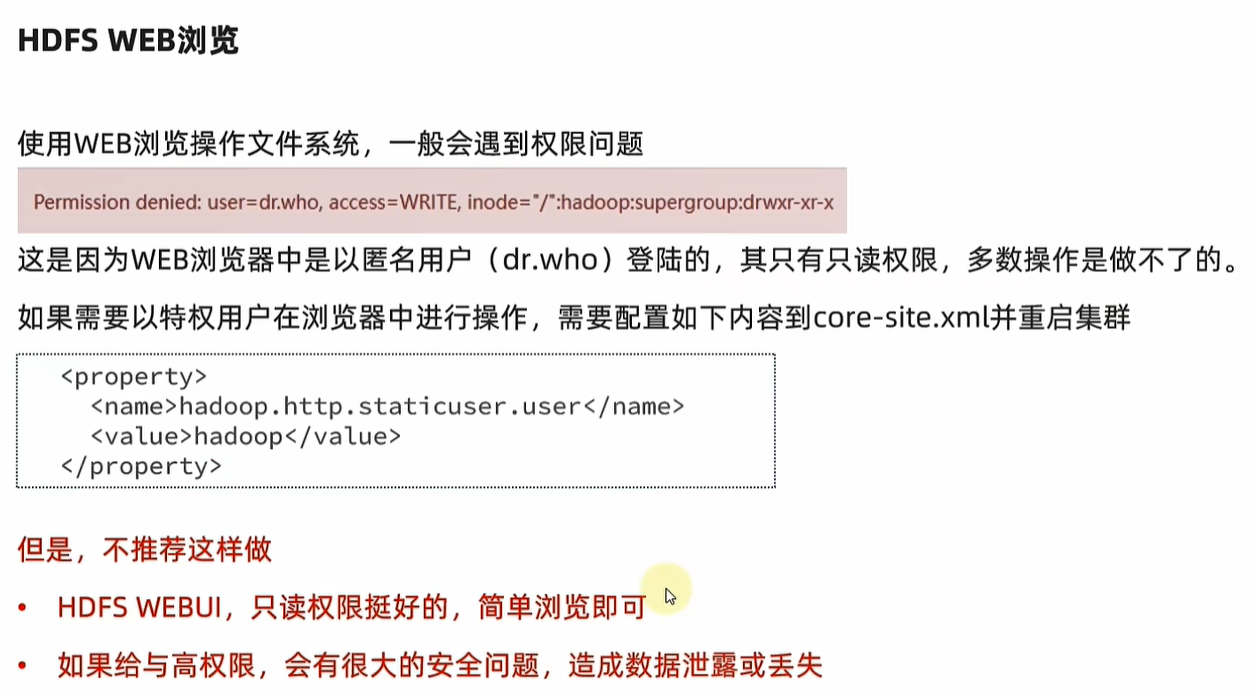 HDFS WEB浏览
使用WEB浏览操作文件系统，一般会遇到权限问题
Permission denied: user=dr.who, access=WRITE, inode="/":hadoop:supergroup:drwxr-xr-x
这是因为WEB浏览器中是以匿名用户（dr.who）登陆的，其只有只读权限，多数操作是做不了的。
如果需要以特权用户在浏览器中进行操作，需要配置如下内容到core-site.xml并重启集群
<property>
<name>hadoop.http.staticuser.user</name>
<value>hadoop</value>
</property>
但是，不推荐这样做
• HDFS WEBUI，只读权限挺好的，简单浏览即可
• 如果给与高权限，会有很大的安全问题，造成数据泄露或丢失